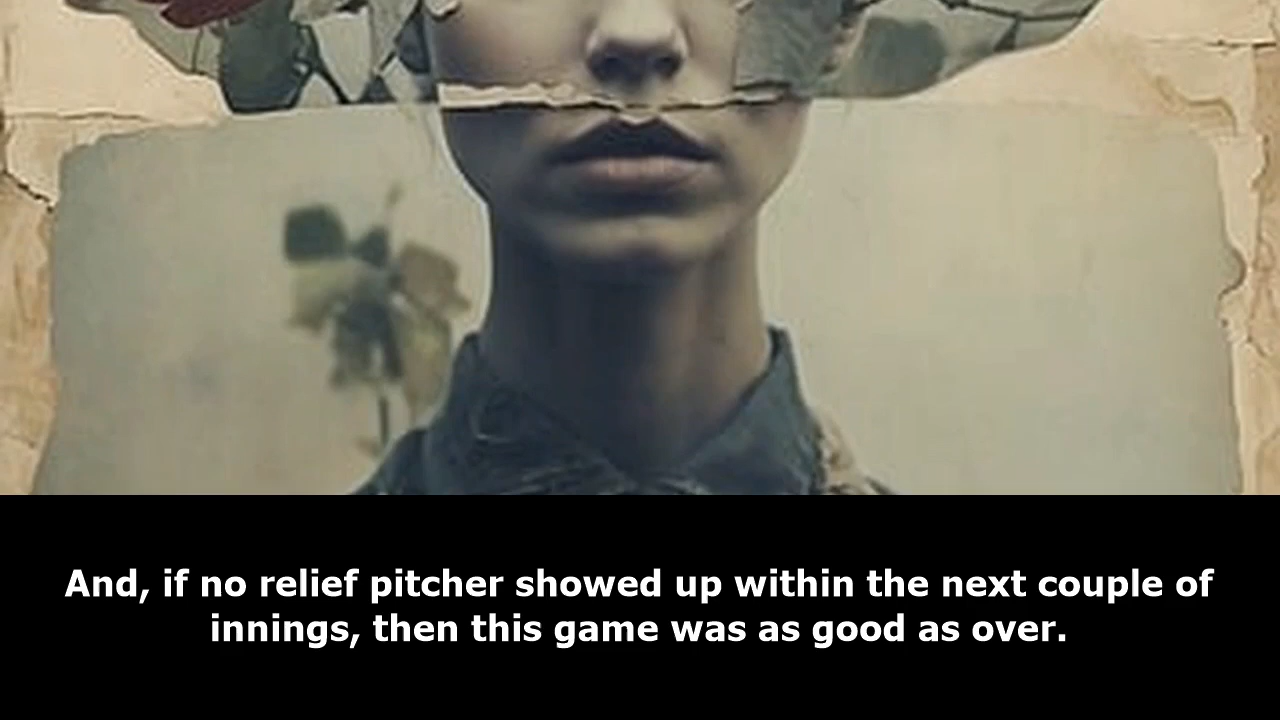 And, if no relief pitcher showed up within the next couple of
innings, then this game was as good as over.